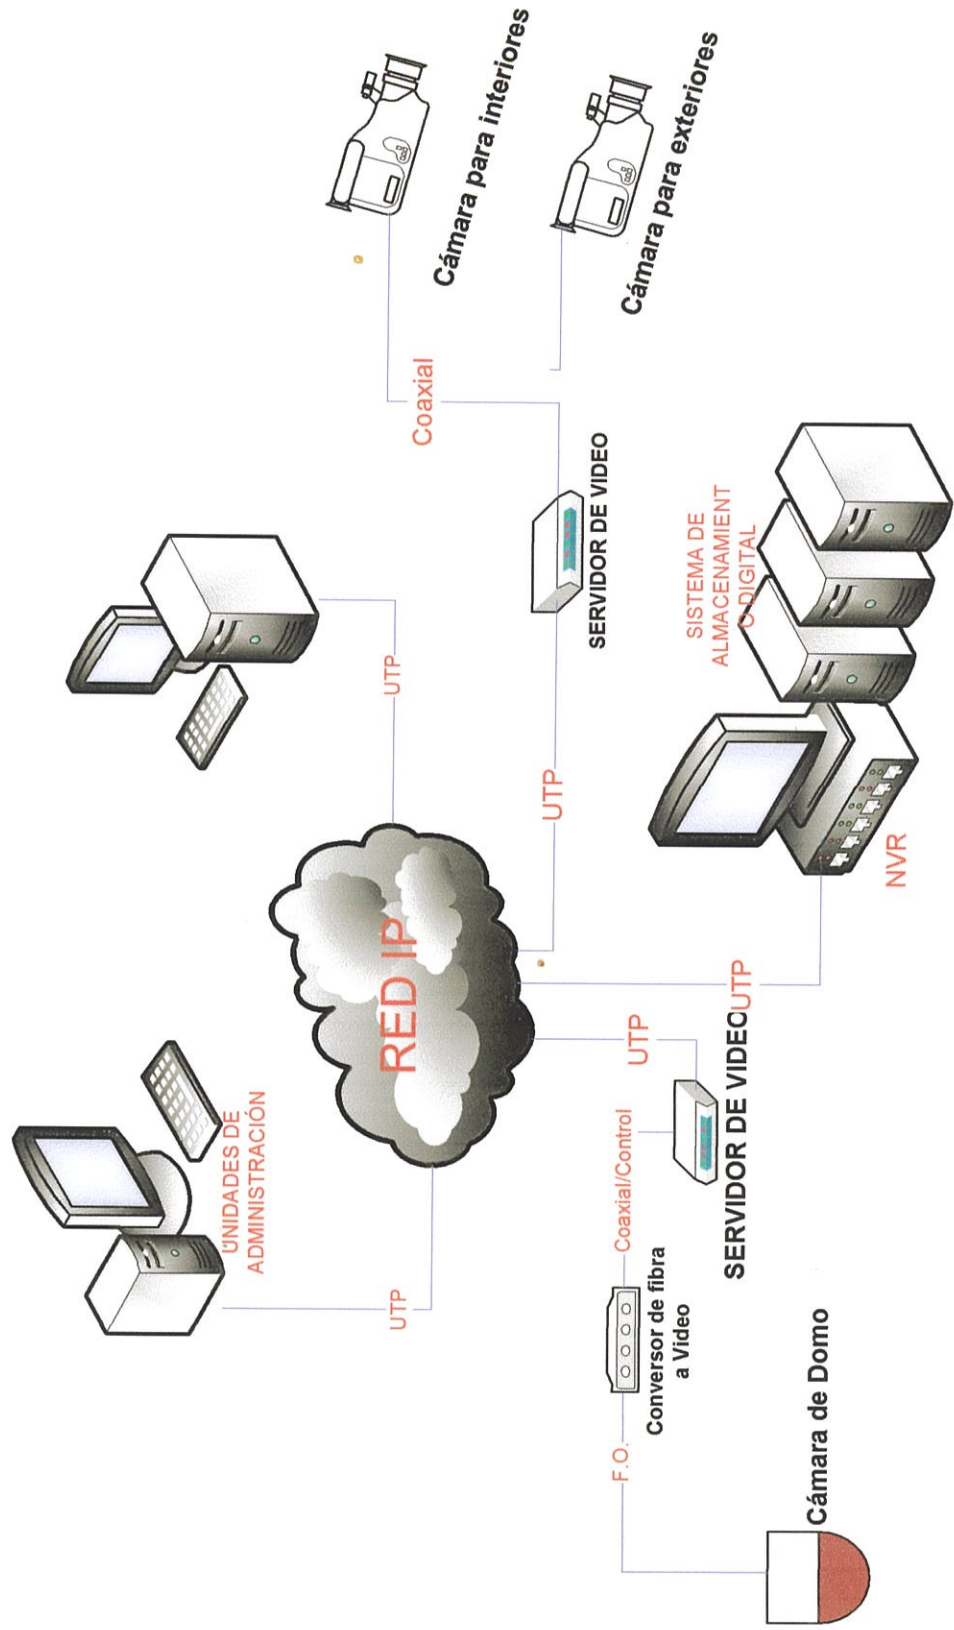 UNIDADES DE
ADMINISTRACIÓN
UTP
UTP
RED IP
Coaxial
Cámara para interiores
Cámara para exteriores
F.O.
Conversor de fibra
a Video
Coaxial/Control
UTP
UTP
SERVIDOR DE VIDEO
SERVIDOR DE VIDEO
UTP
Cámara de Domo
NVR
SISTEMA DE
ALMACENAMIENT
O DIGITAL